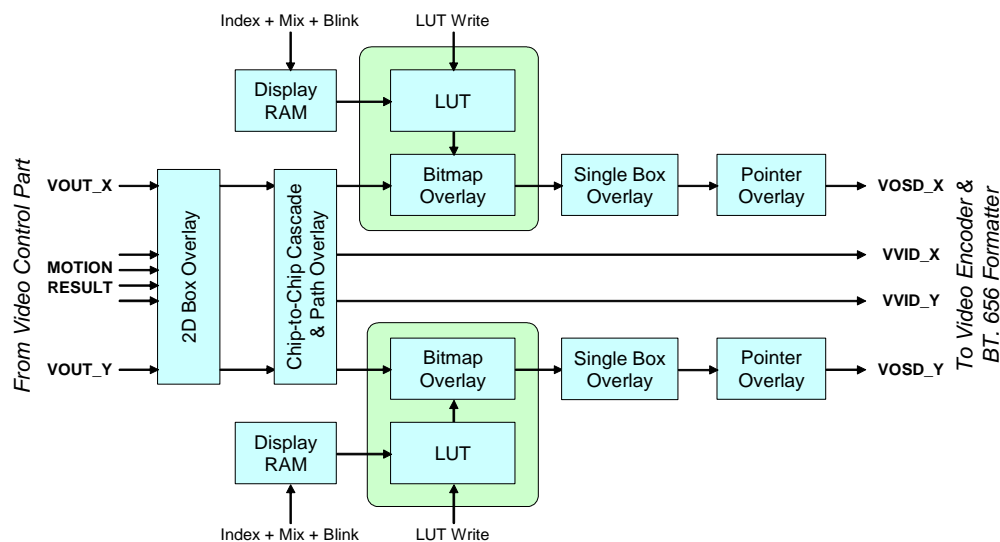 Index + Mix + Blink
LUT Write
Display
RAM
LUT
From Video Control Part
VOUT_X
Bitmap
Overlay
Single Box
Overlay
Pointer
Overlay
VOSD_X
2D Box Overlay
Chip-to-Chip Cascade
& Path Overlay
MOTION
RESULT
VVID_X
VVID_Y
To Video Encoder &
BT. 656 Formatter
VOUT_Y
Bitmap
Overlay
Single Box
Overlay
Pointer
Overlay
VOSD_Y
Display
RAM
LUT
Index + Mix + Blink
LUT Write